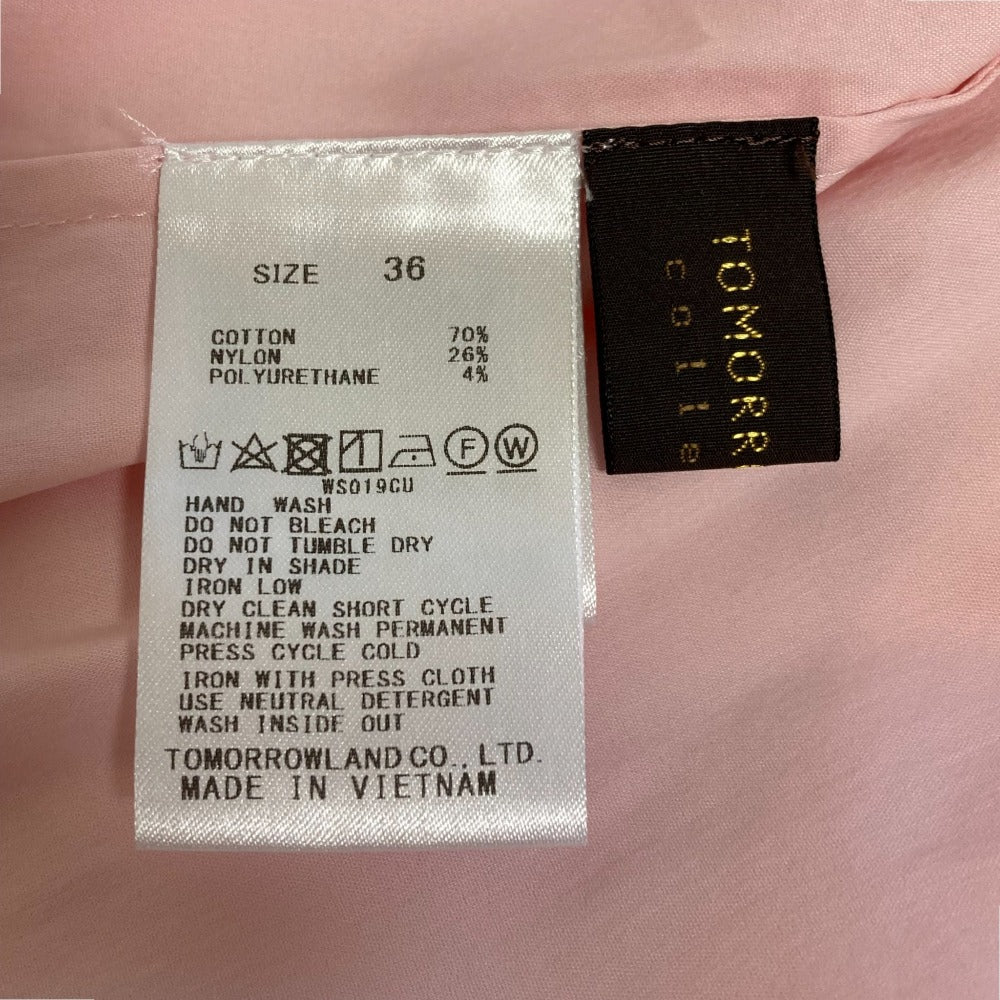 SIZE 36
COTTON 70%
NYLON 26%
POLYURETHANE 4%
F W
WS019CU
HAND WASH
DO NOT BLEACH
DO NOT TUMBLE DRY
DRY IN SHADE
IRON LOW
DRY CLEAN SHORT CYCLE
MACHINE WASH PERMANENT
PRESS CYCLE COLD
IRON WITH PRESS CLOTH
USE NEUTRAL DETERGENT
WASH INSIDE OUT
TOMORROWLAND CO., LTD.
MADE IN VIETNAM
TOMORR
colle